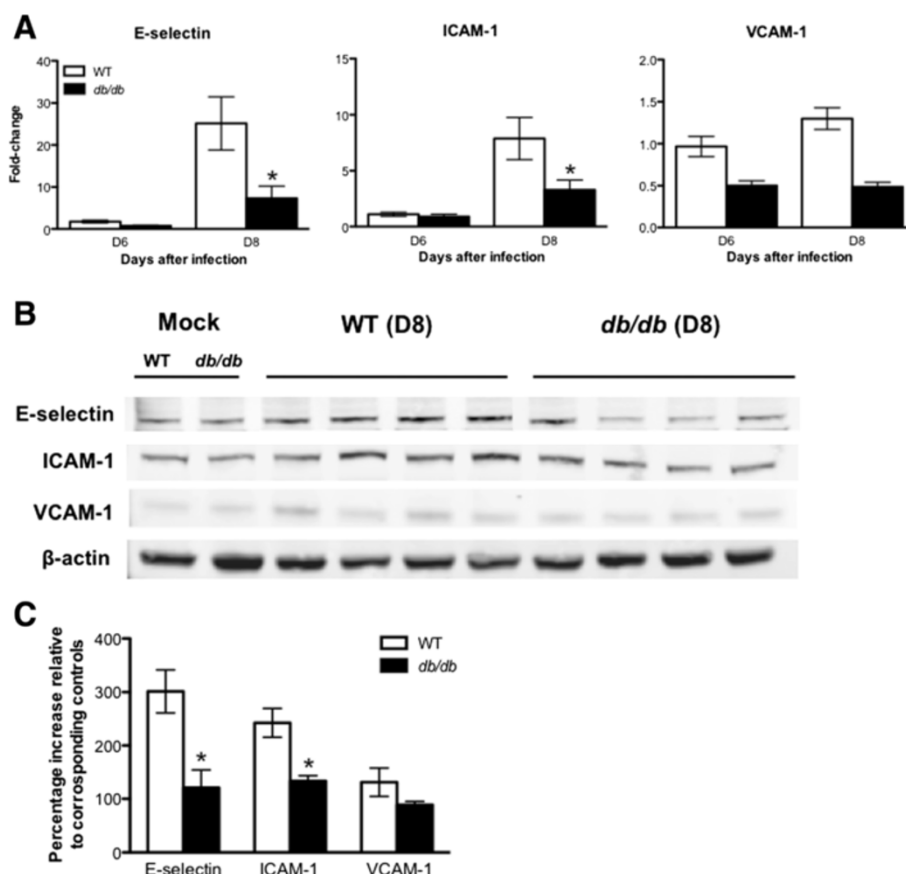 A
E-selectin
ICAM-1
VCAM-1
WT
db/db
Fold-change
40
30
20
10
0
*
D6
D8
Days after infection
15
10
5
0
*
D6
D8
Days after infection
2.0
1.5
1.0
0.5
0.0
D6
D8
Days after infection
B
Mock
WT (D8)
db/db (D8)
WT
db/db
E-selectin
ICAM-1
VCAM-1
β-actin
C
Percentage increase relative
to corrosponding controls
400
300
200
100
0
WT
db/db
*
*
E-selectin
ICAM-1
VCAM-1